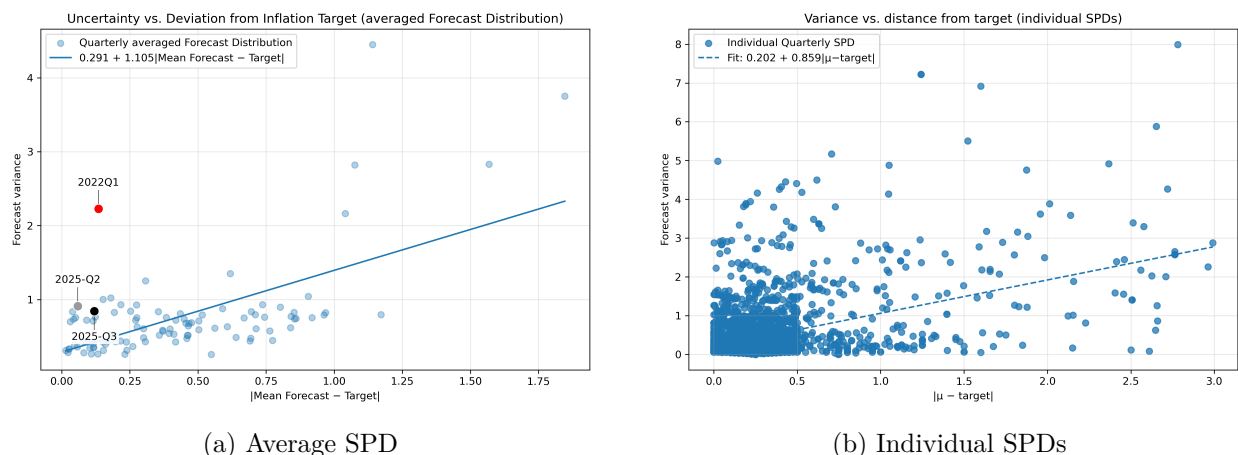 Uncertainty vs. Deviation from Inflation Target (averaged Forecast Distribution)
Quarterly averaged Forecast Distribution
0.291 + 1.105|Mean Forecast − Target|
Forecast variance
4
3
2
1
2022Q1
2025-Q2
2025-Q3
0.00 0.25 0.50 0.75 1.00 1.25 1.50 1.75
|Mean Forecast − Target|
(a) Average SPD
Variance vs. distance from target (individual SPDs)
Individual Quarterly SPD
Fit: 0.202 + 0.859|μ−target|
Forecast variance
8
7
6
5
4
3
2
1
0
0.0 0.5 1.0 1.5 2.0 2.5 3.0
|μ − target|
(b) Individual SPDs